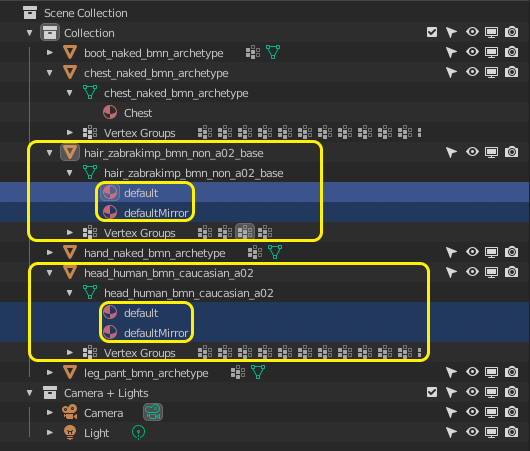 Scene Collection
Collection
boot_naked_bmn_archetype
chest_naked_bmn_archetype
chest_naked_bmn_archetype
Chest
Vertex Groups
hair_zabrakimp_bmn_non_a02_base
hair_zabrakimp_bmn_non_a02_base
default
defaultMirror
Vertex Groups
hand_naked_bmn_archetype
head_human_bmn_caucasian_a02
head_human_bmn_caucasian_a02
default
defaultMirror
Vertex Groups
leg_pant_bmn_archetype
Camera + Lights
Camera
Light